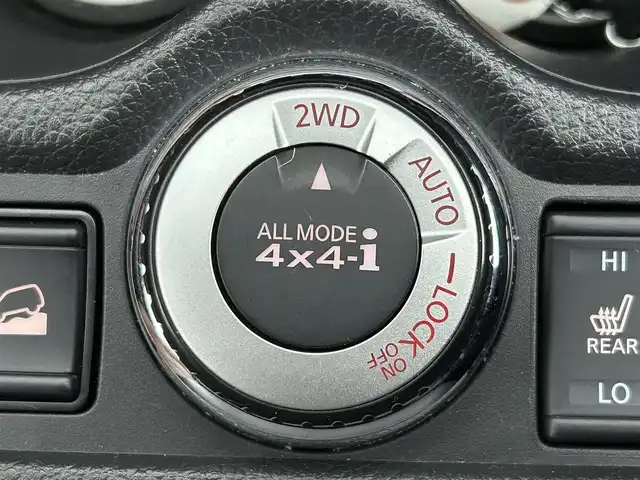 2WD
AUTO
LOCK
ON
OFF
ALL MODE i
4x4-i
HI
REAR
LO